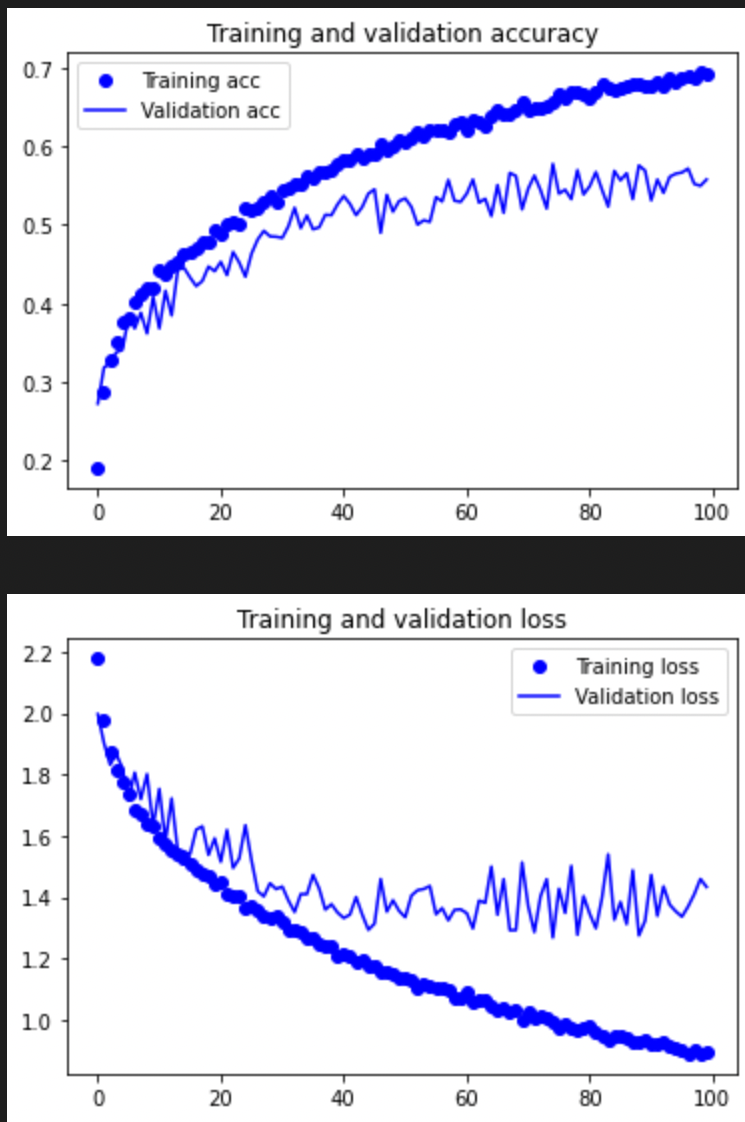 Training and validation accuracy
0.7
Training acc
Validation acc
0.6
0.5
0.4
0.3
0.2
0 20 40 60 80 100
Training and validation loss
2.2
Training loss
Validation loss
2.0
1.8
1.6
1.4
1.2
1.0
0 20 40 60 80 100